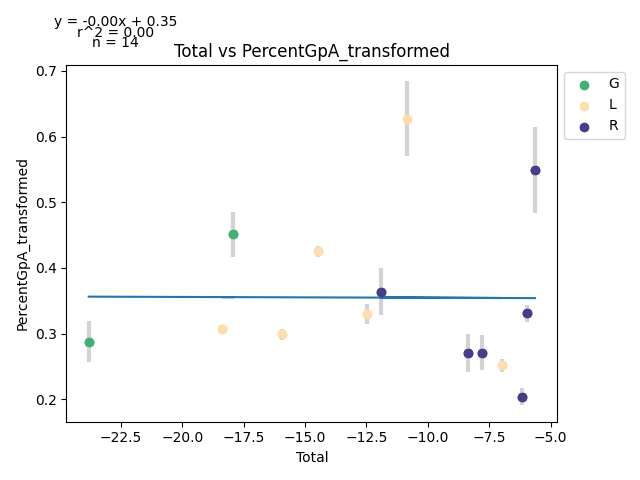 y = -0.00x + 0.35
r^2 = 0.00
n = 14
Total vs PercentGpA_transformed
G
L
R
PercentGpA_transformed
0.7
0.6
0.5
0.4
0.3
0.2
−22.5 −20.0 −17.5 −15.0 −12.5 −10.0 −7.5 −5.0
Total